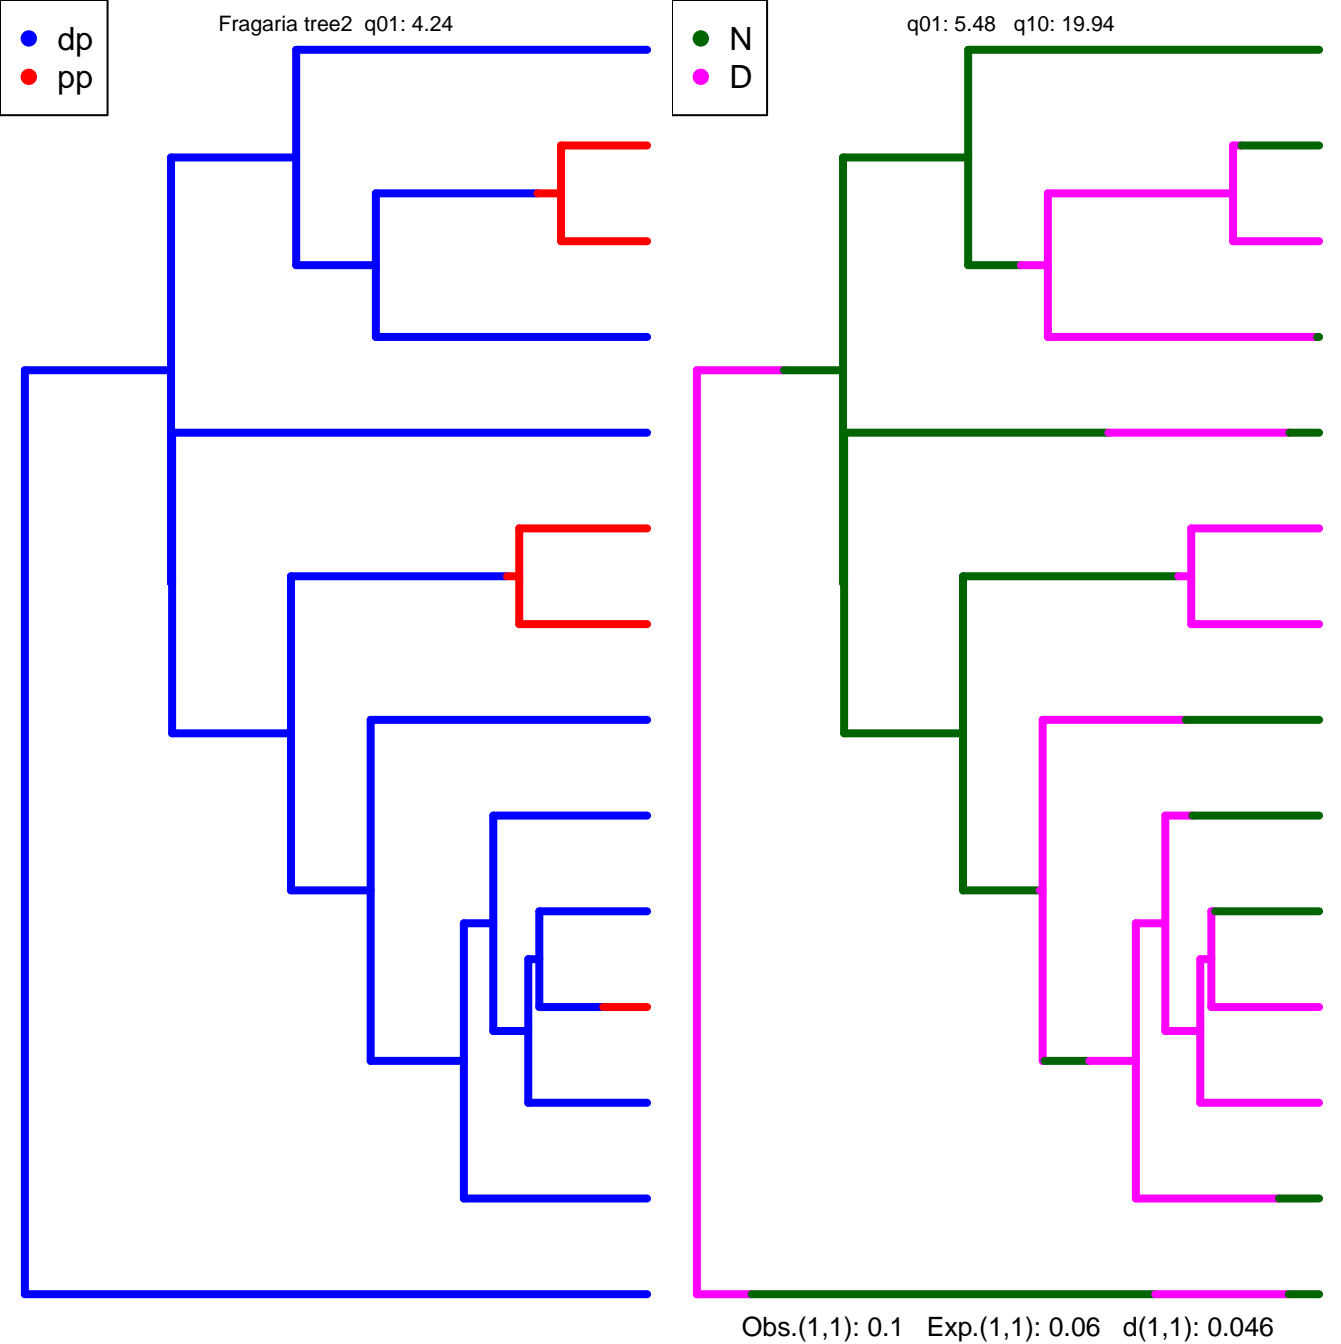 Fragaria tree2  q01: 4.24
dp
pp
q01: 5.48   q10: 19.94
N
D
Obs.(1,1): 0.1   Exp.(1,1): 0.06   d(1,1): 0.046